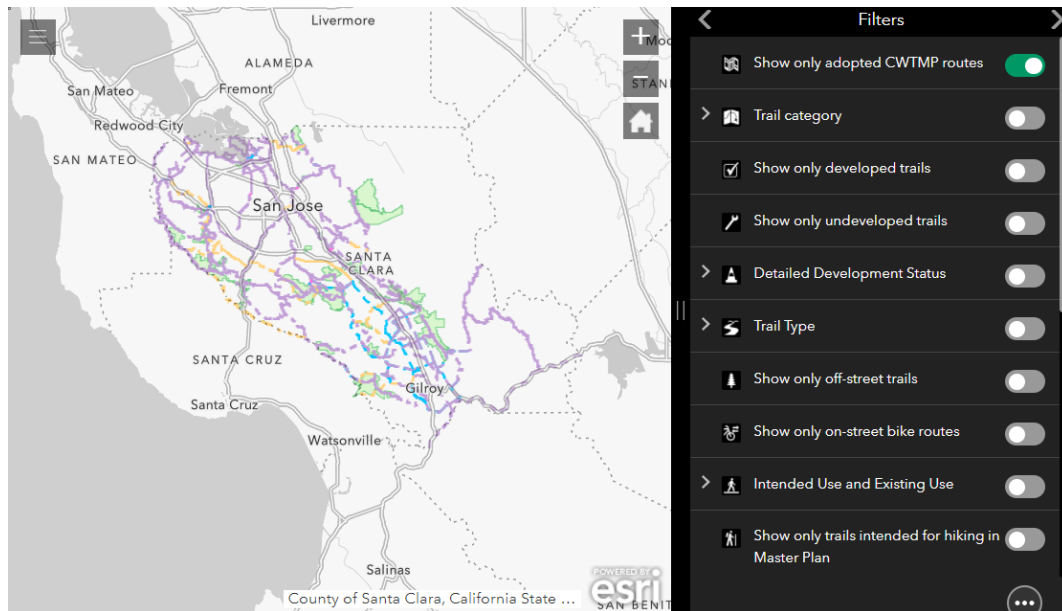 Livermore
Filters
Show only adopted CWTMP routes
ALAMEDA
San Mateo
Fremont
Trail category
Redwood City
SAN MATEO
Show only developed trails
San Jose
Show only undeveloped trails
SANTA
CLARA
Detailed Development Status
Trail Type
SANTA CRUZ
Show only off-street trails
Gilroy
Santa Cruz
Watsonville
Show only on-street bike routes
Intended Use and Existing Use
Show only trails intended for hiking in
Master Plan
Salinas
POWERED BY
esri
County of Santa Clara, California State ...
SAN BENIT